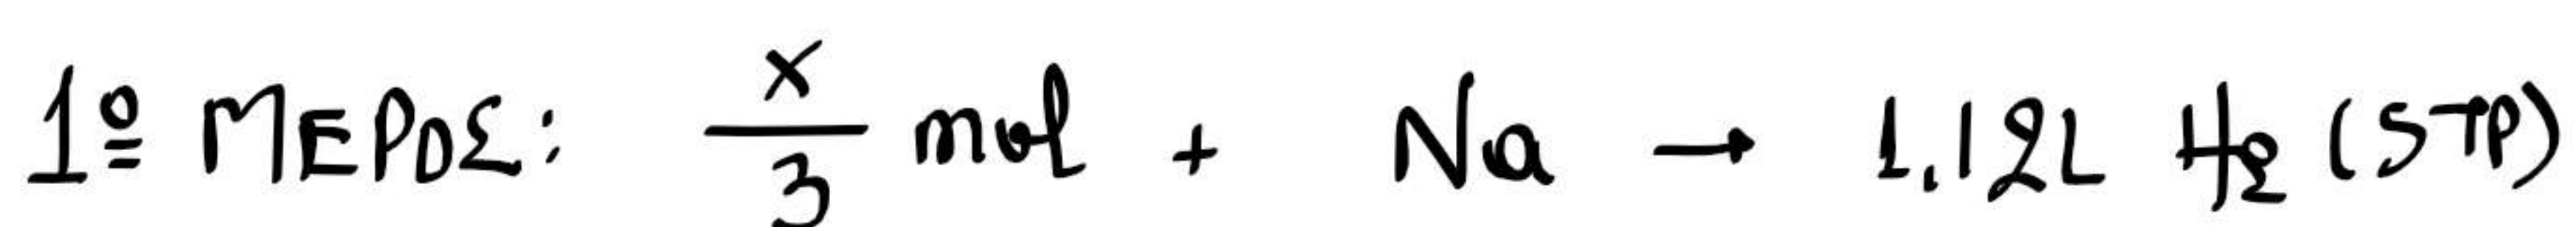 1º ΜΕΡΟΣ: x/3 mol + Na → 1.12L H₂ (STP)